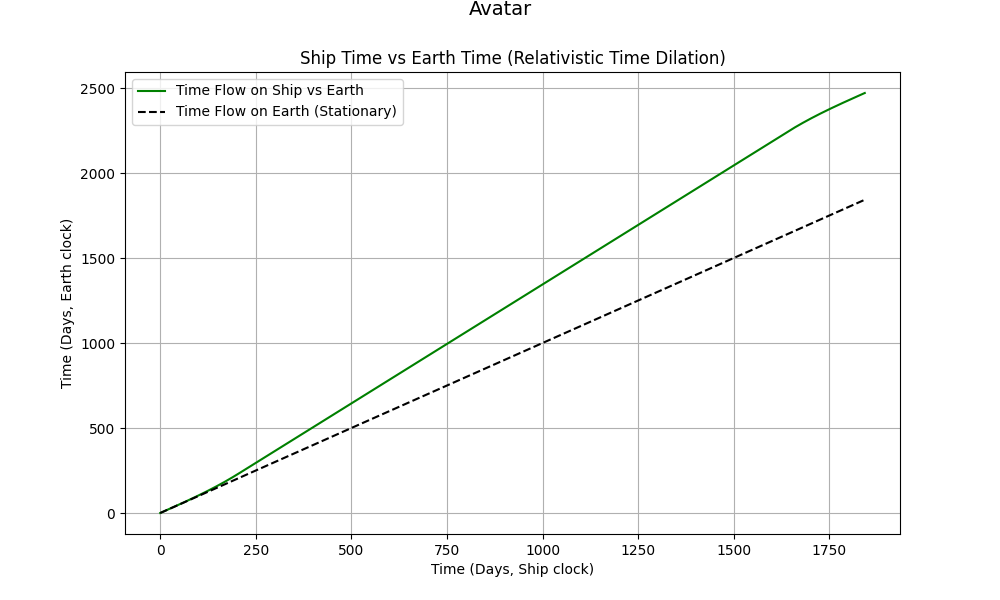 Avatar
Ship Time vs Earth Time (Relativistic Time Dilation)
Time Flow on Ship vs Earth
Time Flow on Earth (Stationary)
2500
2000
1500
1000
500
0
Time (Days, Earth clock)
0 250 500 750 1000 1250 1500 1750
Time (Days, Ship clock)